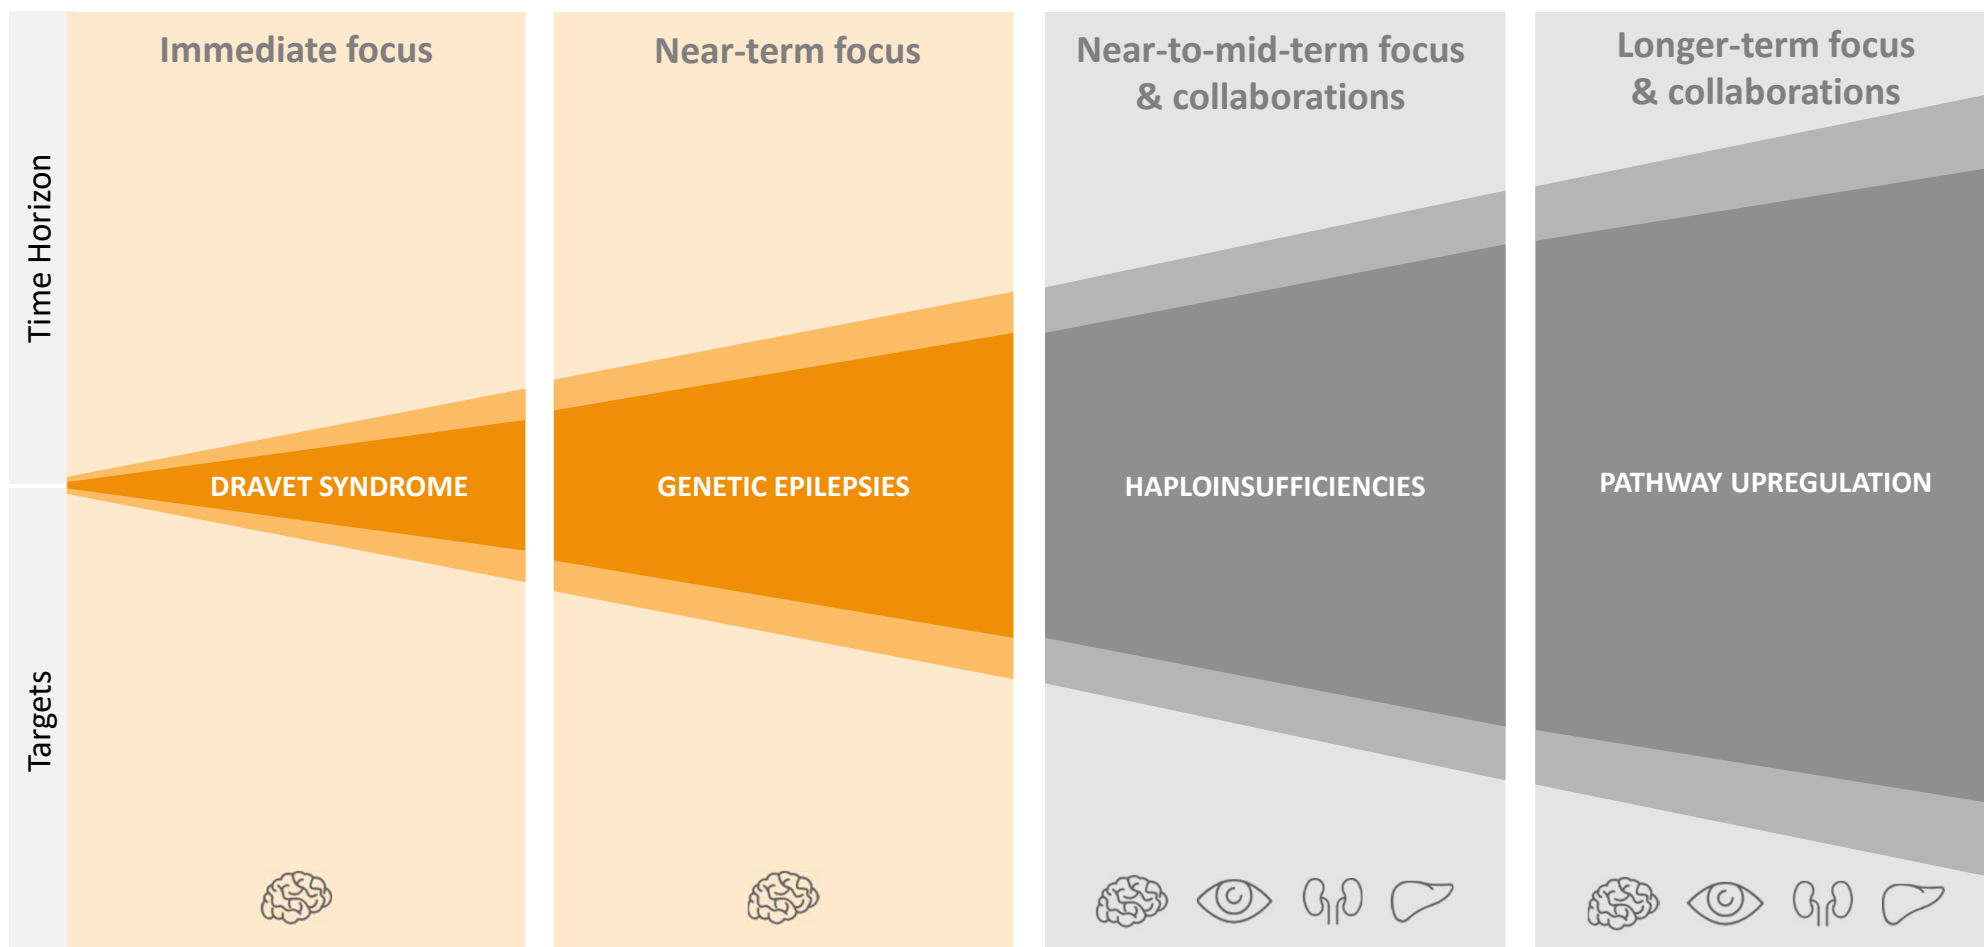 Time Horizon
Targets
Immediate focus
DRAVET SYNDROME
Near-term focus
GENETIC EPILEPSIES
Near-to-mid-term focus
& collaborations
HAPLOINSUFFICIENCIES
Longer-term focus
& collaborations
PATHWAY UPREGULATION